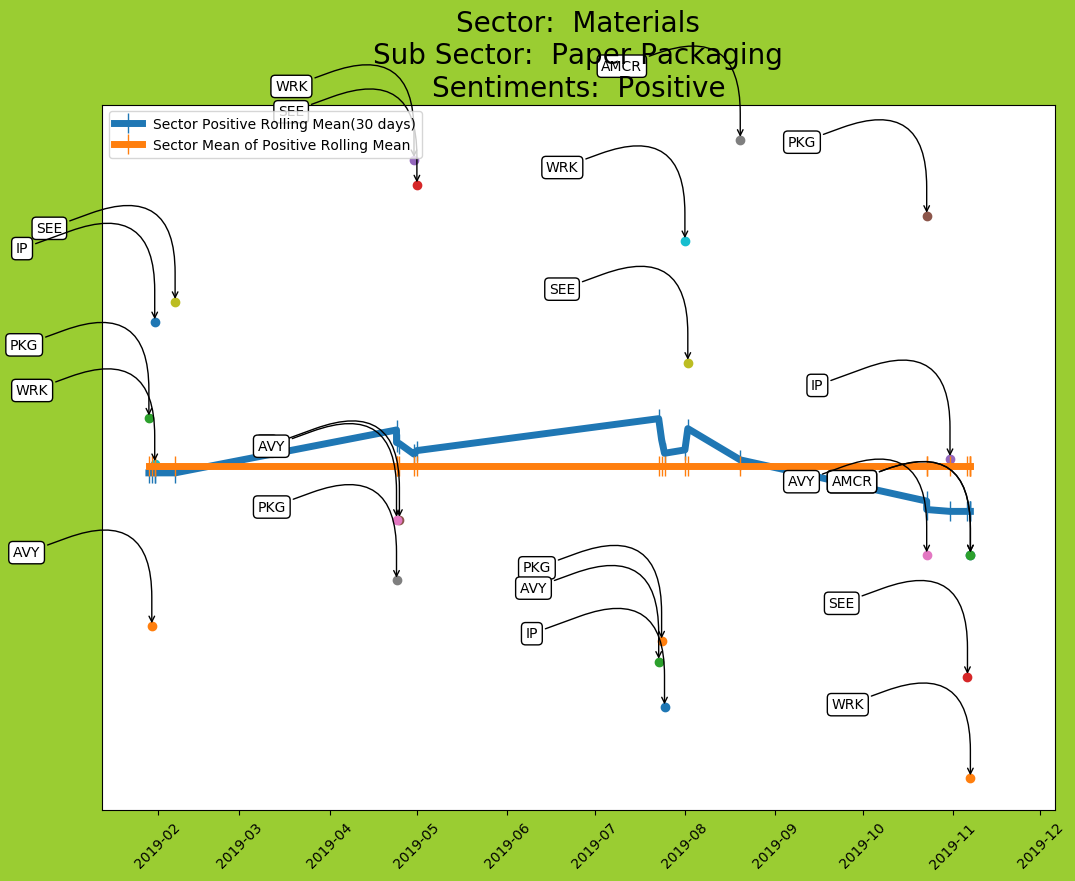 Sector:  Materials
Sub Sector:  Paper Packaging
Sentiments:  Positive
AMCR
WRK
SEE
Sector Positive Rolling Mean(30 days)
Sector Mean of Positive Rolling Mean
PKG
WRK
SEE
IP
SEE
PKG
IP
WRK
AVY
AVY
AMCR
PKG
AVY
PKG
AVY
SEE
IP
WRK
2019-02
2019-03
2019-04
2019-05
2019-06
2019-07
2019-08
2019-09
2019-10
2019-11
2019-12